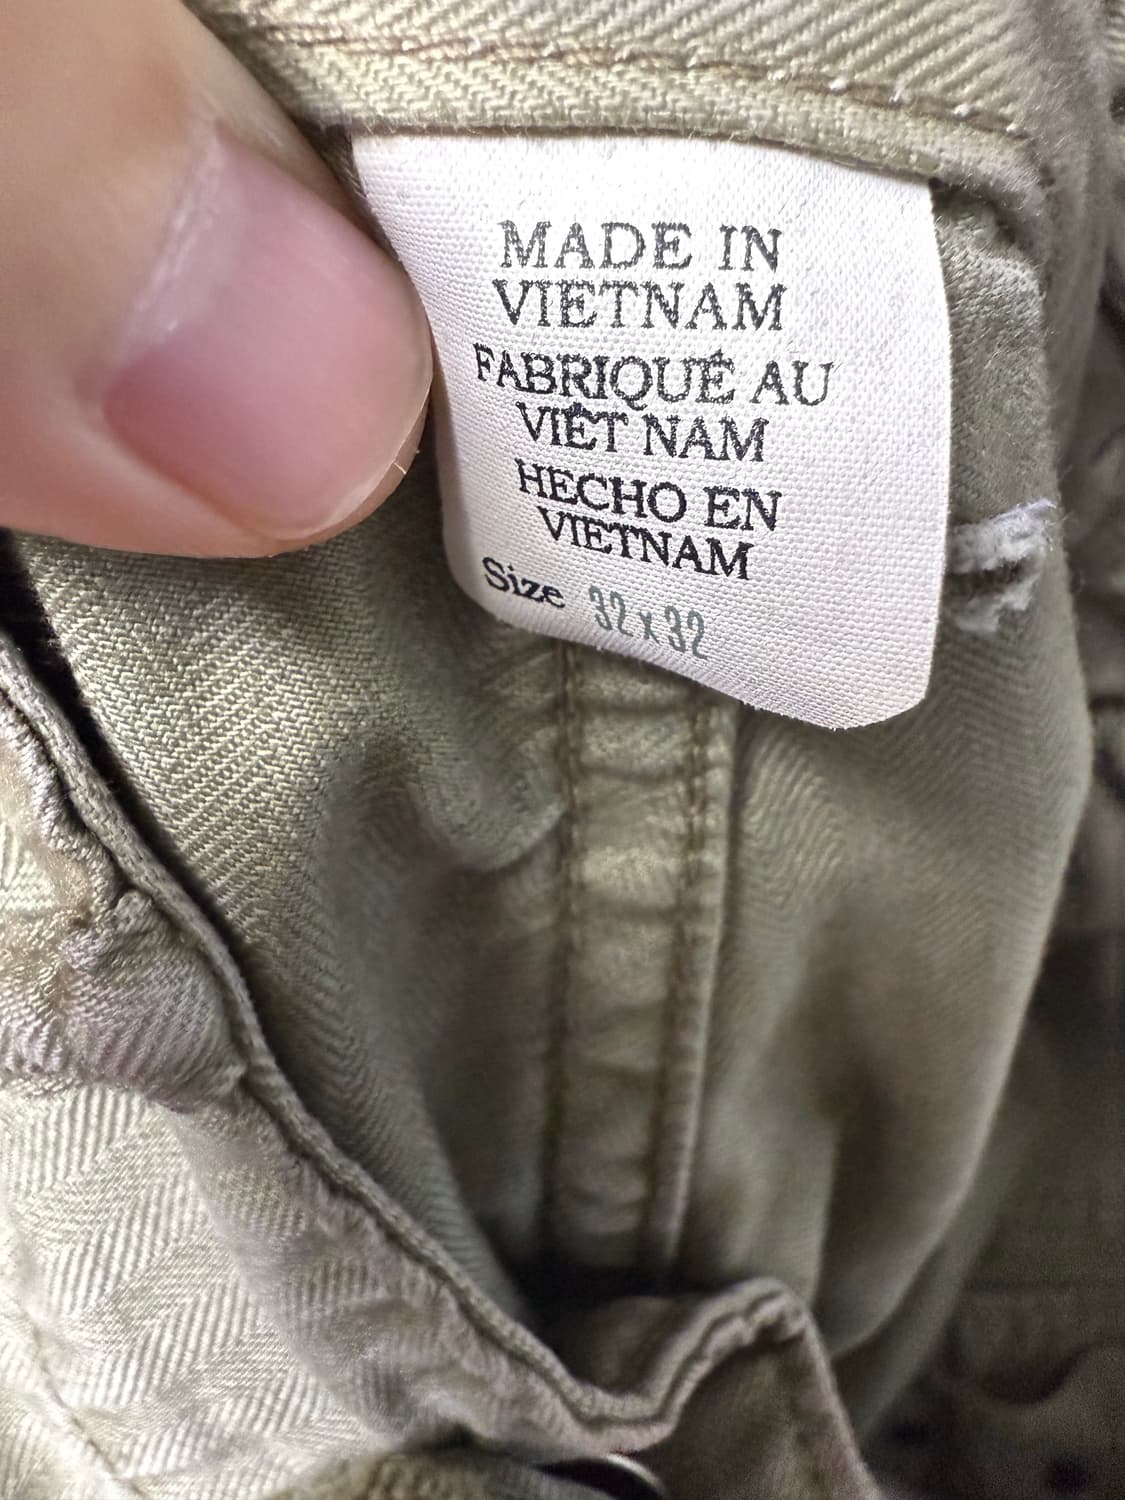 MADE IN
VIETNAM
FABRIQUÉ AU
VIÊT NAM
HECHO EN
VIETNAM
Size 32 x 32